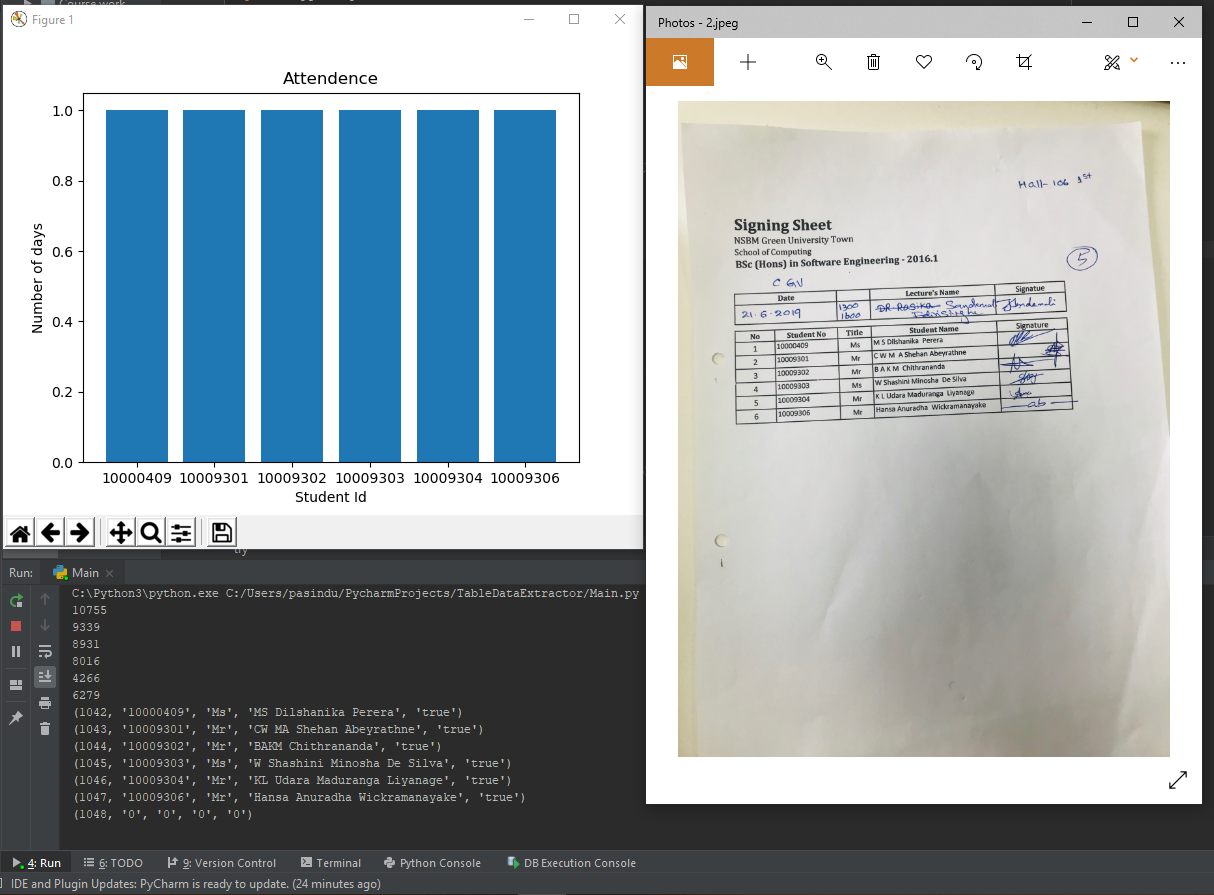 Course work
Figure 1
Attendence
1.0
0.8
0.6
0.4
0.2
0.0
Number of days
10000409 10009301 10009302 10009303 10009304 10009306
Student Id
try
Run: Main
C:\Python3\python.exe C:/Users/pasindu/PycharmProjects/TableDataExtractor/Main.py
10755
9339
8931
8016
4266
6279
(1042, '10000409', 'Ms', 'MS Dilshanika Perera', 'true')
(1043, '10009301', 'Mr', 'CW MA Shehan Abeyrathne', 'true')
(1044, '10009302', 'Mr', 'BAKM Chithrananda', 'true')
(1045, '10009303', 'Ms', 'W Shashini Minosha De Silva', 'true')
(1046, '10009304', 'Mr', 'KL Udara Maduranga Liyanage', 'true')
(1047, '10009306', 'Mr', 'Hansa Anuradha Wickramanayake', 'true')
(1048, '0', '0', '0', '0')
4: Run 6: TODO 9: Version Control Terminal Python Console DB Execution Console
IDE and Plugin Updates: PyCharm is ready to update. (24 minutes ago)
Photos - 2.jpeg
Hall- 106 1st
Signing Sheet
NSBM Green University Town
School of Computing
BSc (Hons) in Software Engineering - 2016.1
5
C GV
Date Lecture's Name Signatue
21.6.2019 1300 1600 DR. Rasika
No Student No Title Student Name Signature
1 10000409 Ms M S Dilshanika Perera
2 10009301 Mr C W M A Shehan Abeyrathne
3 10009302 Mr B A K M Chithrananda
4 10009303 Ms W Shashini Minosha De Silva
5 10009304 Mr K L Udara Maduranga Liyanage
6 10009306 Mr Hansa Anuradha Wickramanayake ab